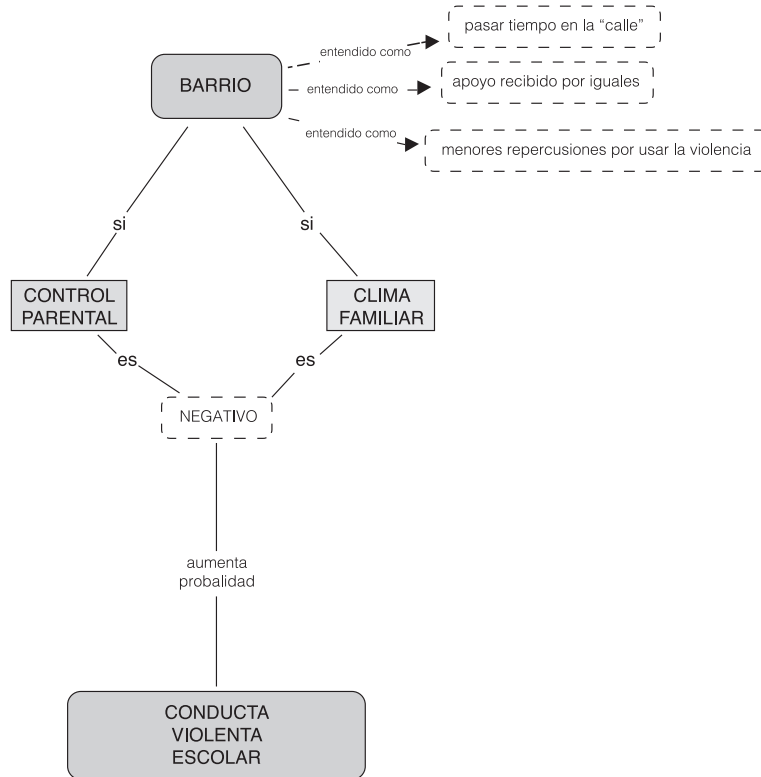 pasar tiempo en la “calle”
entendido como
BARRIO
entendido como
apoyo recibido por iguales
entendido como
menores repercusiones por usar la violencia
si
si
CONTROL
PARENTAL
CLIMA
FAMILIAR
es
es
NEGATIVO
aumenta
probalidad
CONDUCTA
VIOLENTA
ESCOLAR